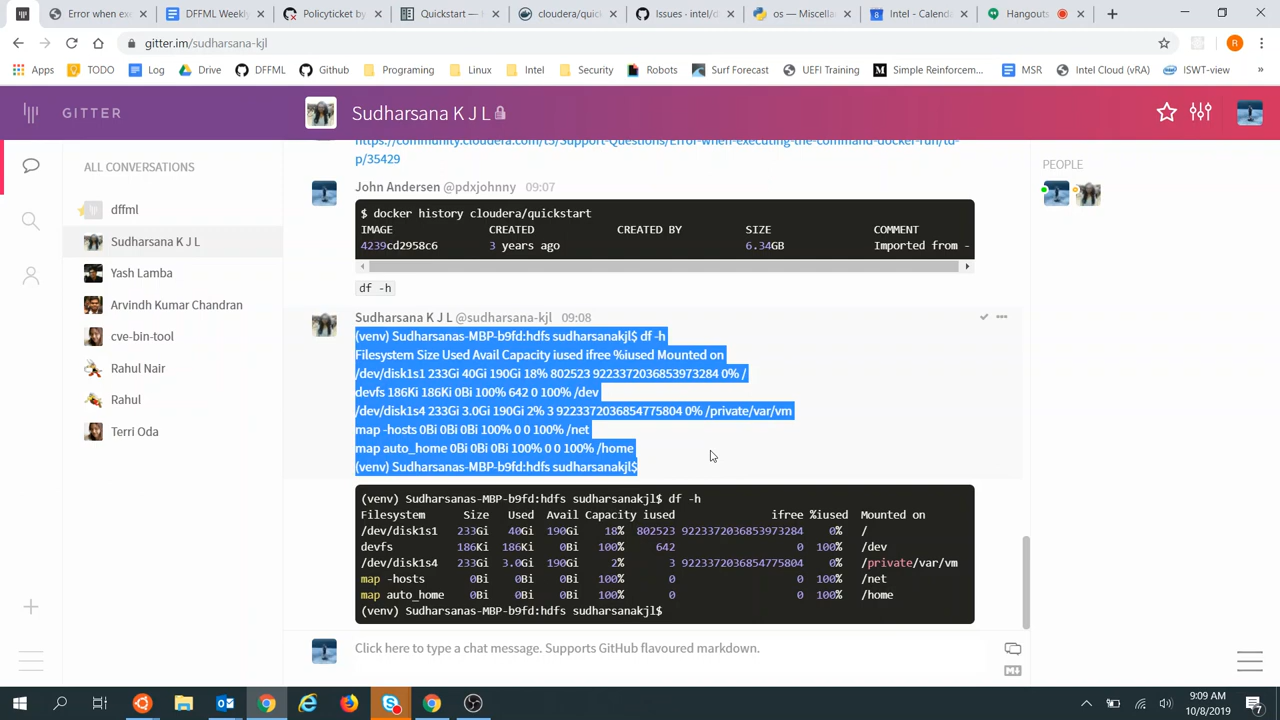 Error when exec
DFFML Weekly
Policyticket by
Quickstart — K
cloudera/quick
Issues · intel/d
os — Miscellan
Intel - Calenda
Hangouts
gitter.im/sudharsana-kjl
R
Apps
TODO
Log
Drive
DFFML
Github
Programing
Linux
Intel
Security
Robots
Surf Forecast
UEFI Training
Simple Reinforcem...
MSR
Intel Cloud (vRA)
ISWT-view
»
GITTER
Sudharsana K J L
ALL CONVERSATIONS
dffml
Sudharsana K J L
Yash Lamba
Arvindh Kumar Chandran
cve-bin-tool
Rahul Nair
Rahul
Terri Oda
https://community.cloudera.com/t5/Support-Questions/Error-when-executing-the-command-docker-run/td-
p/35429
John Andersen @pdxjohnny 09:07
$ docker history cloudera/quickstart
IMAGE CREATED CREATED BY SIZE COMMENT
4239cd2958c6 3 years ago 6.34GB Imported from -
df -h
Sudharsana K J L @sudharsana-kjl 09:08
(venv) Sudharsanas-MBP-b9fd:hdfs sudharsanakjl$ df -h
Filesystem Size Used Avail Capacity iused ifree %iused Mounted on
/dev/disk1s1 233Gi 40Gi 190Gi 18% 802523 9223372036853973284 0% /
devfs 186Ki 186Ki 0Bi 100% 642 0 100% /dev
/dev/disk1s4 233Gi 3.0Gi 190Gi 2% 3 9223372036854775804 0% /private/var/vm
map -hosts 0Bi 0Bi 0Bi 100% 0 0 100% /net
map auto_home 0Bi 0Bi 0Bi 100% 0 0 100% /home
(venv) Sudharsanas-MBP-b9fd:hdfs sudharsanakjl$
(venv) Sudharsanas-MBP-b9fd:hdfs sudharsanakjl$ df -h
Filesystem Size Used Avail Capacity iused ifree %iused Mounted on
/dev/disk1s1 233Gi 40Gi 190Gi 18% 802523 9223372036853973284 0% /
devfs 186Ki 186Ki 0Bi 100% 642 0 100% /dev
/dev/disk1s4 233Gi 3.0Gi 190Gi 2% 3 9223372036854775804 0% /private/var/vm
map -hosts 0Bi 0Bi 0Bi 100% 0 0 100% /net
map auto_home 0Bi 0Bi 0Bi 100% 0 0 100% /home
(venv) Sudharsanas-MBP-b9fd:hdfs sudharsanakjl$
Click here to type a chat message. Supports GitHub flavoured markdown.
PEOPLE
9:09 AM
10/8/2019
7